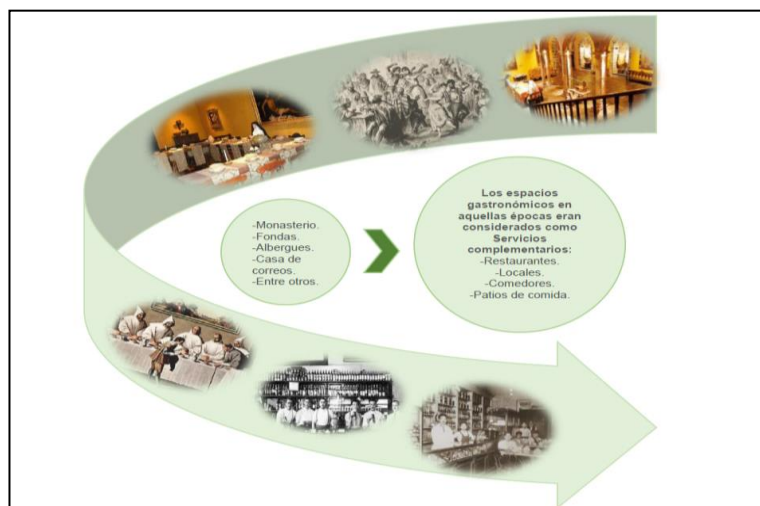 -Monasterio.
-Fondas.
-Albergues.
-Casa de
correos.
-Entre otros.
Los espacios
gastronómicos en
aquellas épocas eran
considerados como
Servicios
complementarios:
-Restaurantes.
-Locales.
-Comedores.
-Patios de comida.